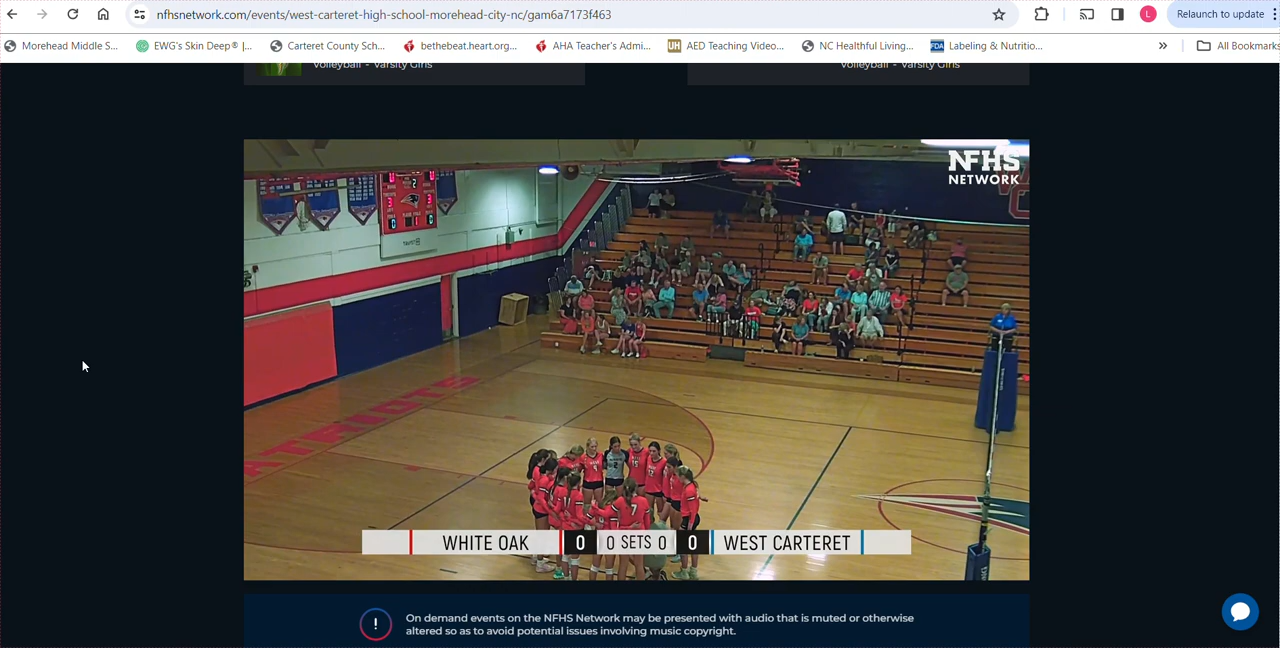 nfhsnetwork.com/events/west-carteret-high-school-morehead-city-nc/gam6a7173f463
L
Relaunch to update
Morehead Middle S...
EWG's Skin Deep® |...
Carteret County Sch...
bethebeat.heart.org...
AHA Teacher's Admi...
UH
AED Teaching Video...
NC Healthful Living...
FDA
Labeling & Nutritio...
»
All Bookmarks
Volleyball - Varsity Girls
Volleyball - Varsity Girls
NFHS
NETWORK
ATRIOTS
WHITE OAK
0
0 SETS 0
0
WEST CARTERET
On demand events on the NFHS Network may be presented with audio that is muted or otherwise
altered so as to avoid potential issues involving music copyright.